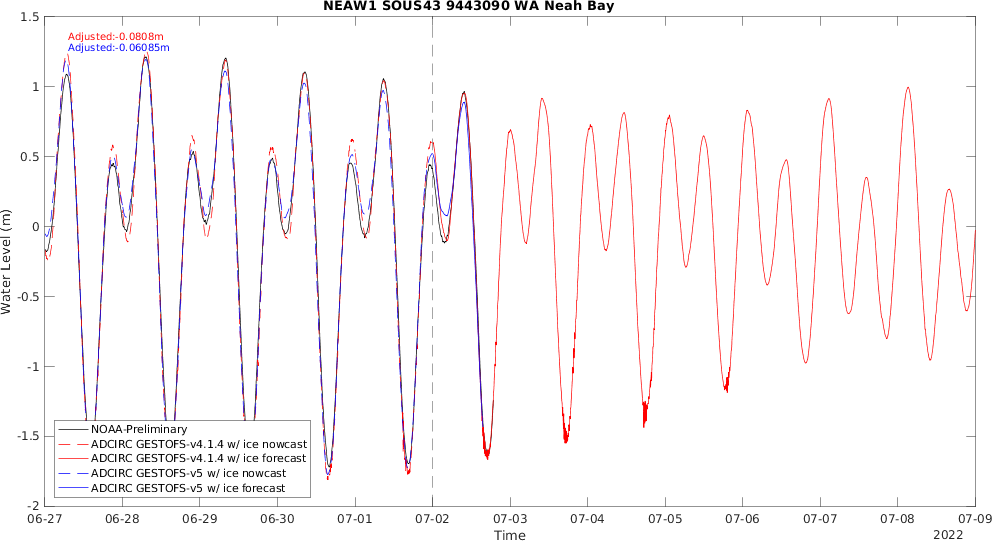 NEAW1 SOUS43 9443090 WA Neah Bay
Adjusted:-0.0808m
Adjusted:-0.06085m
1.5
1
0.5
0
-0.5
-1
-1.5
-2
Water Level (m)
NOAA-Preliminary
ADCIRC GESTOFS-v4.1.4 w/ ice nowcast
ADCIRC GESTOFS-v4.1.4 w/ ice forecast
ADCIRC GESTOFS-v5 w/ ice nowcast
ADCIRC GESTOFS-v5 w/ ice forecast
06-27 06-28 06-29 06-30 07-01 07-02 07-03 07-04 07-05 07-06 07-07 07-08 07-09
Time
2022